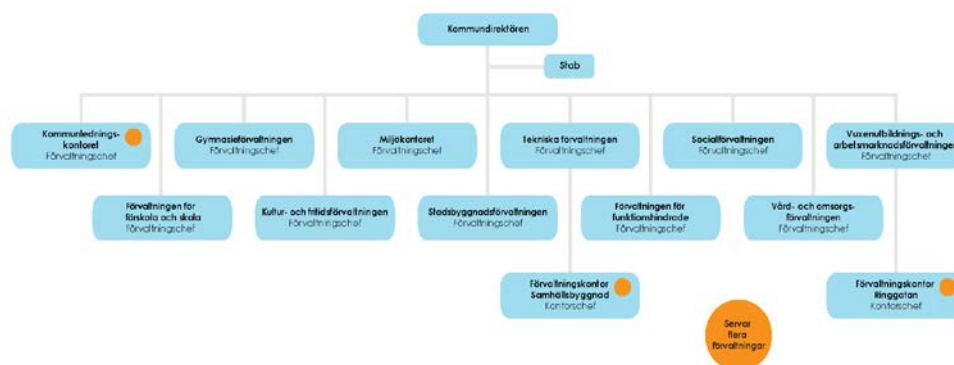 Kommundirektören
Stab
Kommunlednings-
kontoret
Förvaltningschef
Gymnasieförvaltningen
Förvaltningschef
Miljökontoret
Förvaltningschef
Tekniska förvaltningen
Förvaltningschef
Socialförvaltningen
Förvaltningschef
Vuxenutbildnings- och
arbetsmarknadsförvaltningen
Förvaltningschef
Förvaltningen för
förskola och skola
Förvaltningschef
Kultur- och fritidsförvaltningen
Förvaltningschef
Stadsbyggnadsförvaltningen
Förvaltningschef
Förvaltningen för
funktionshindrade
Förvaltningschef
Vård- och omsorgs-
förvaltningen
Förvaltningschef
Förvaltningskontor
Samhällsbyggnad
Kontorschef
Förvaltningskontor
Ringgatan
Kontorschef
Servar
flera
förvaltningar